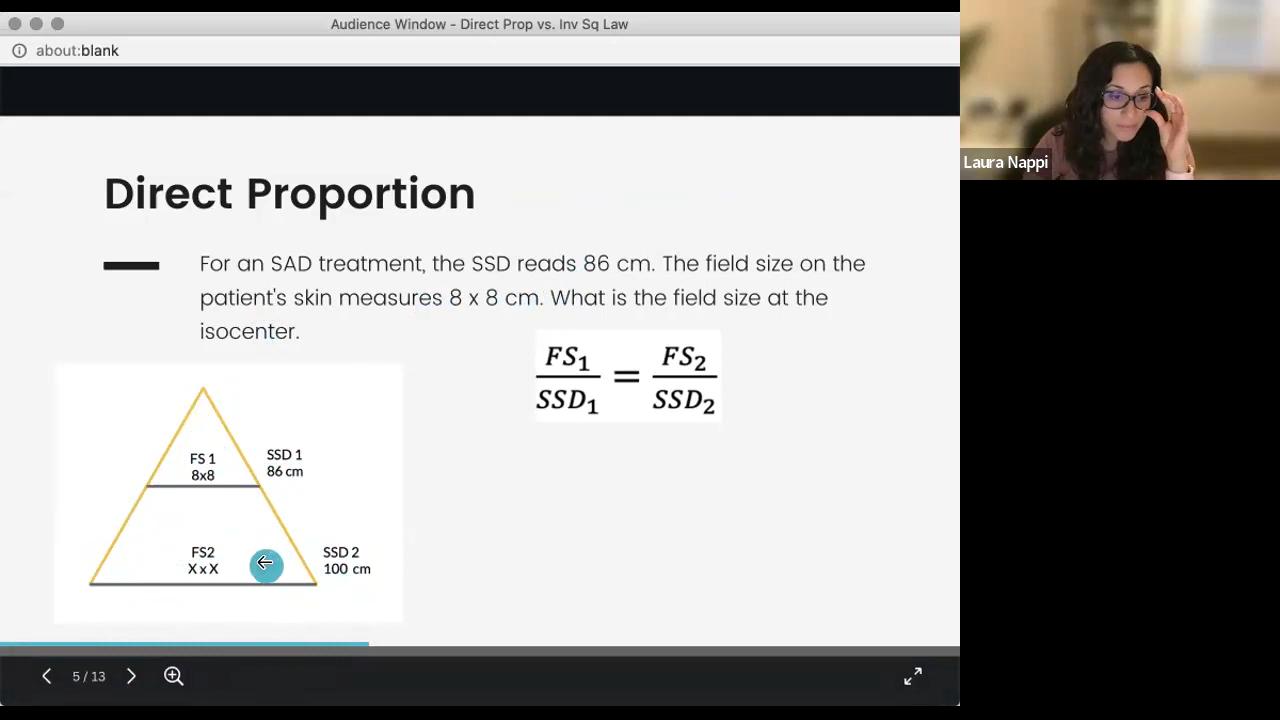 Audience Window - Direct Prop vs. Inv Sq Law
about:blank
Laura Nappi
Direct Proportion
For an SAD treatment, the SSD reads 86 cm. The field size on the
patient's skin measures 8 x 8 cm. What is the field size at the
isocenter.
FS₁ / SSD₁ = FS₂ / SSD₂
FS 1
8x8
SSD 1
86 cm
FS2
X x X
SSD 2
100 cm
5 / 13